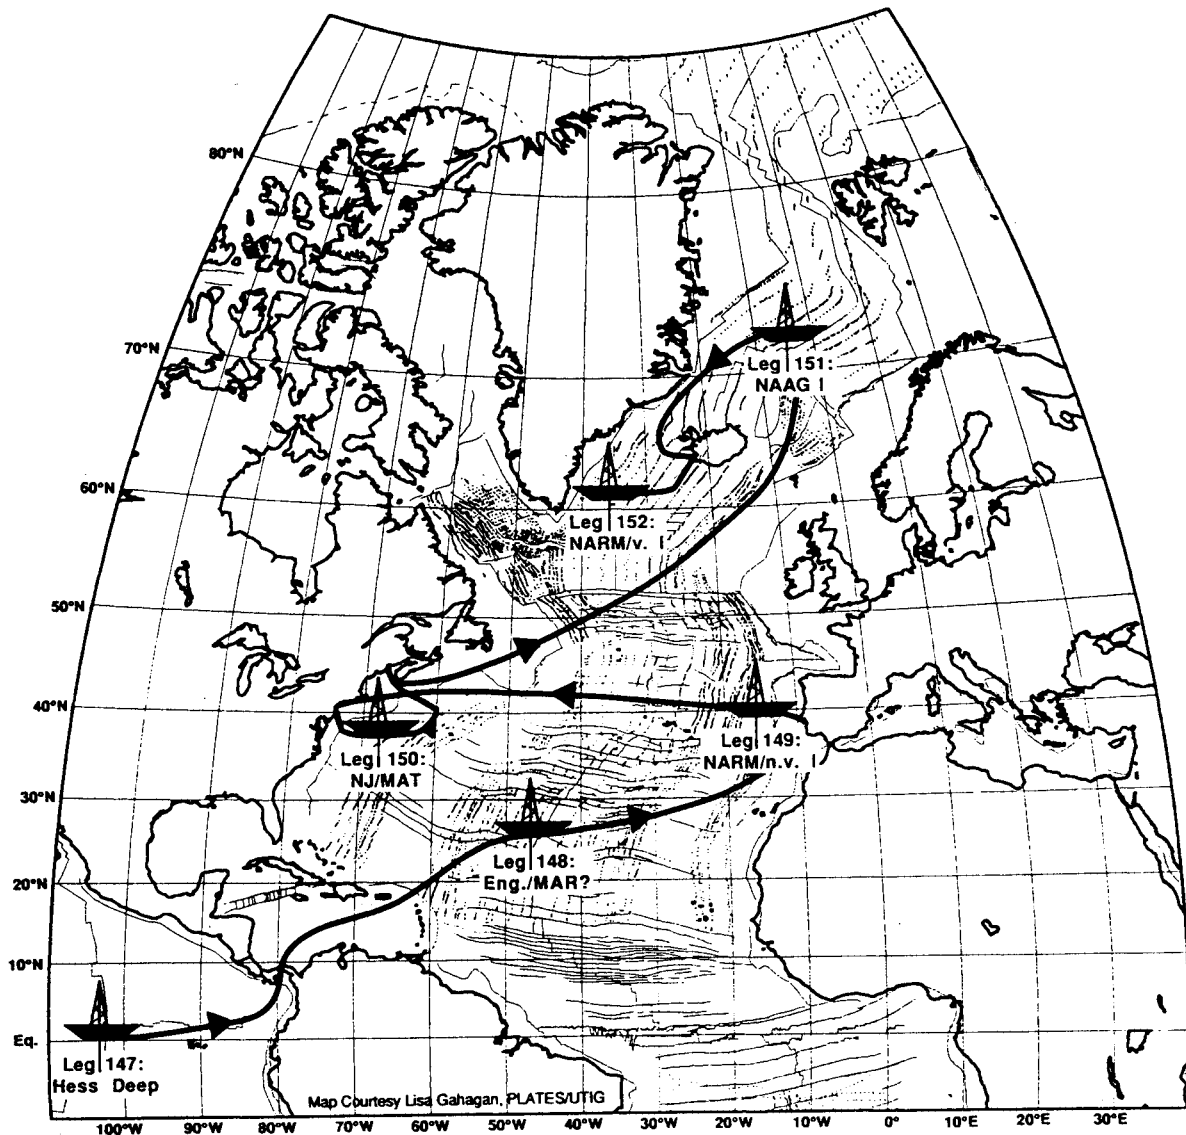 80°N
70°N
Leg 151:
NAAG I
60°N
Leg 152:
NARM/v. I
50°N
40°N
Leg 149:
NARM/n.v. I
Leg 150:
NJ/MAT
30°N
Leg 148:
Eng./MAR?
20°N
10°N
Eq.
Leg 147:
Hess Deep
Map Courtesy Lisa Gahagan, PLATES/UTIG
100°W 90°W 80°W 70°W 60°W 50°W 40°W 30°W 20°W 10°W 0° 10°E 20°E 30°E